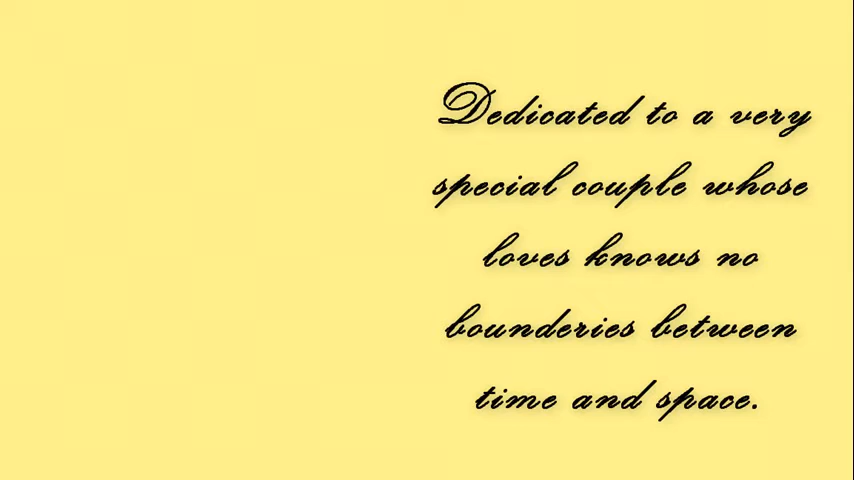 Dedicated to a very
special couple whose
loves knows no
bounderies between
time and space.